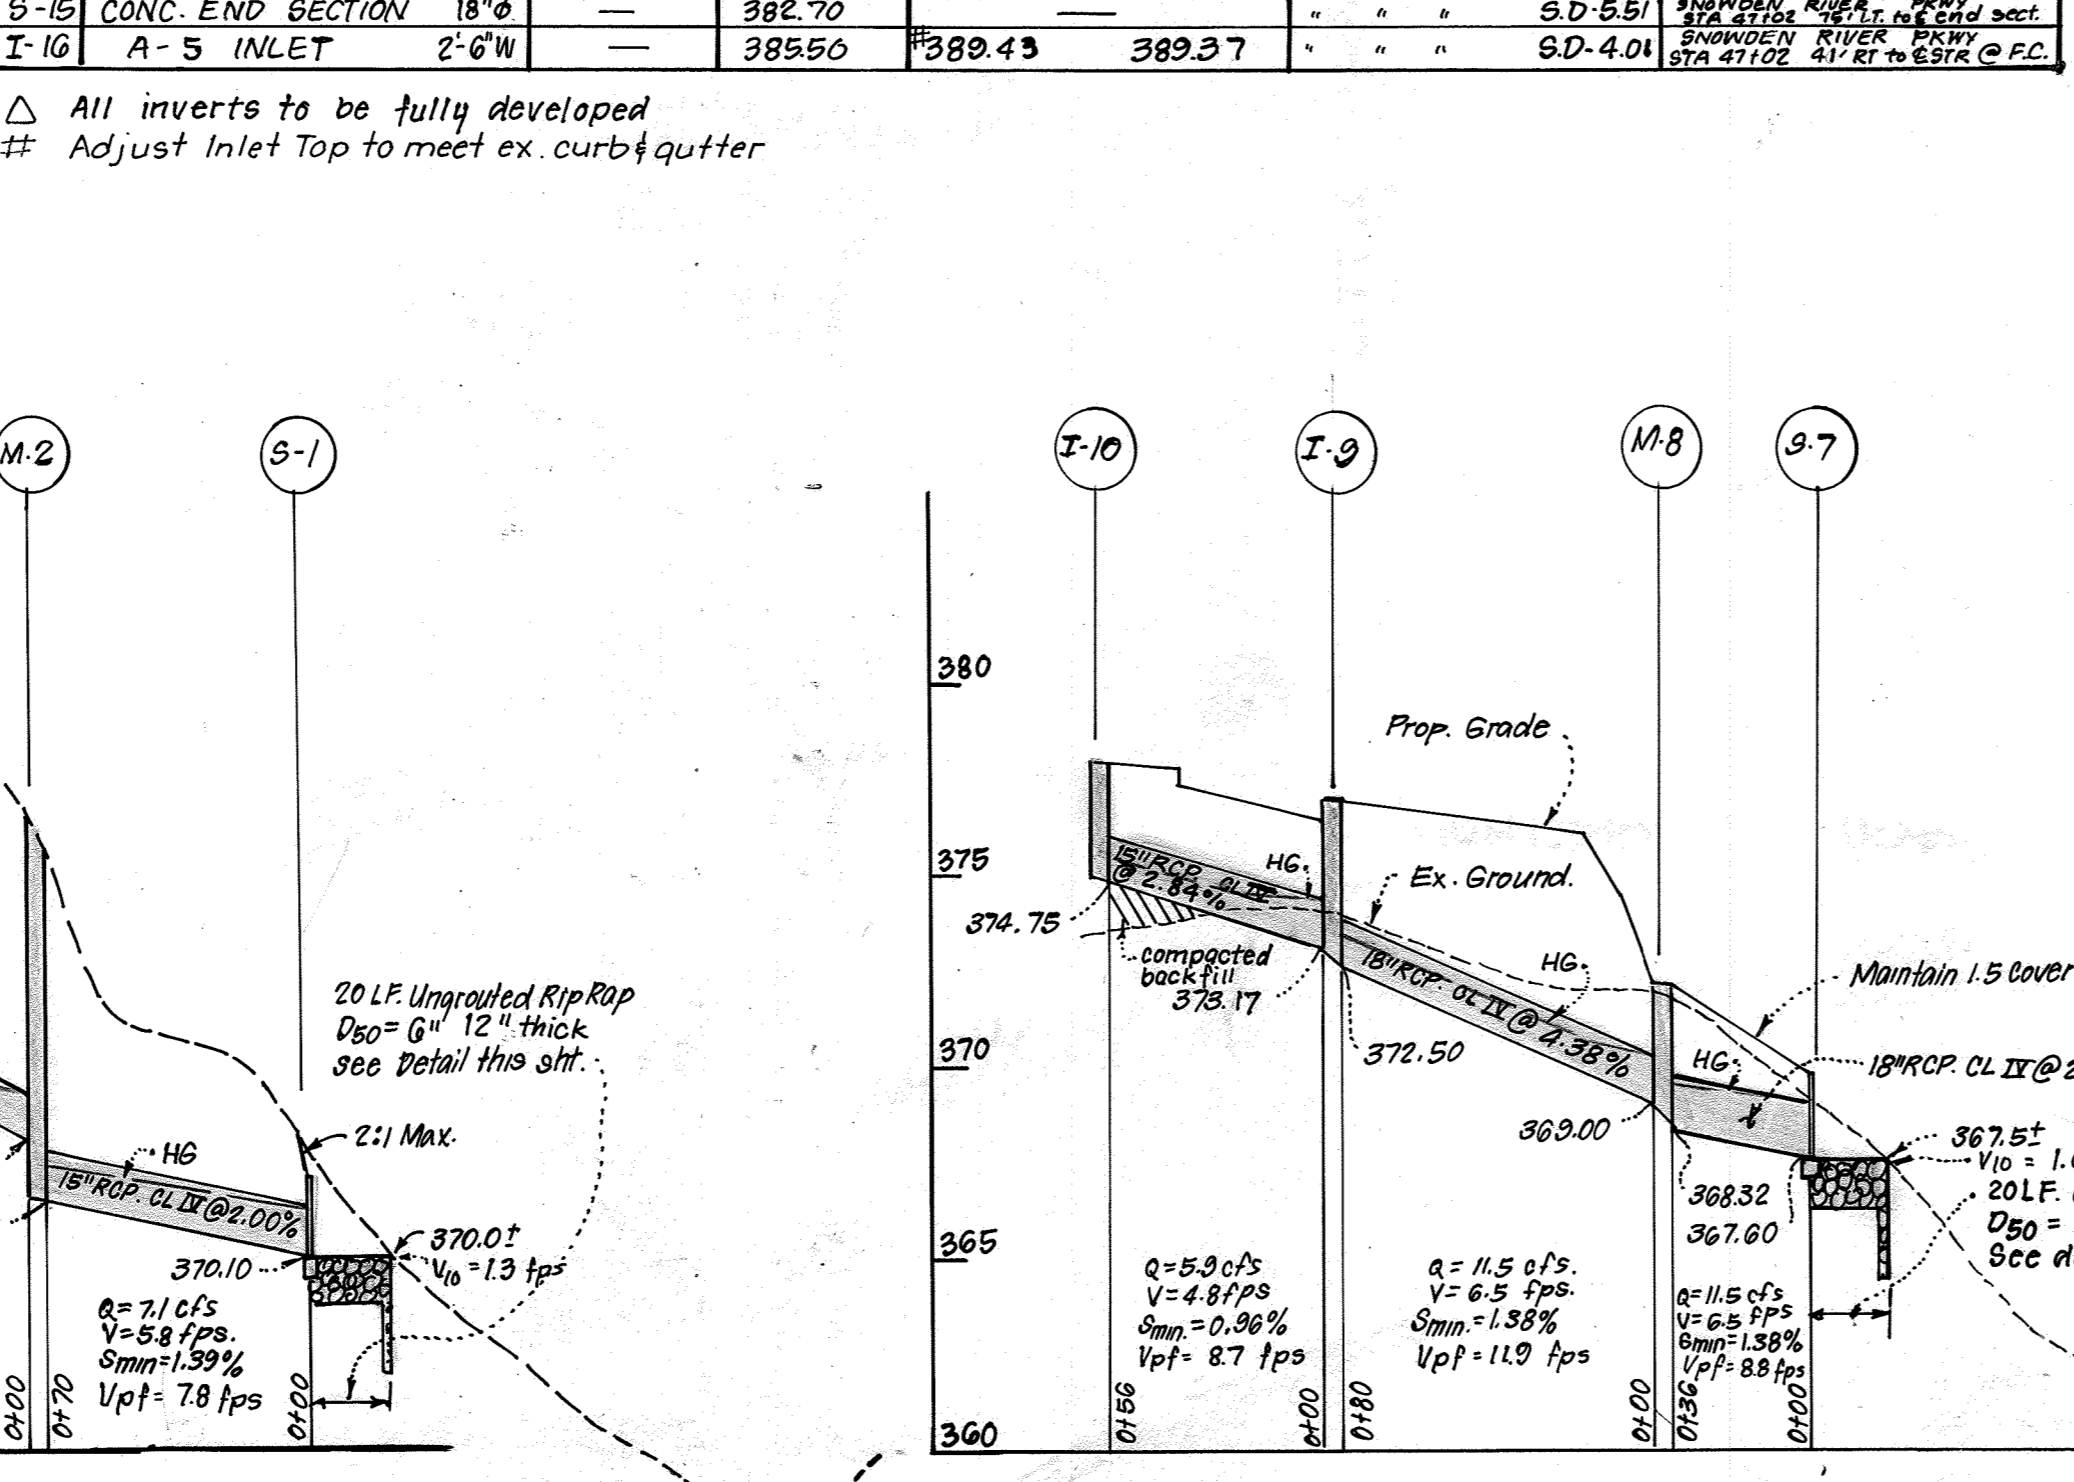 S-15 CONC. END SECTION 18"Ø — 382.70 — " " " S.D-5.51 SNOWDEN RIVER PKWY
STA 47+02 75' LT. to ℄ end sect.
I-16 A-5 INLET 2'-6"W — 385.50 #389.43 389.37 " " " S.D-4.01 SNOWDEN RIVER PKWY
STA 47+02 41' RT to ℄ STR @ F.C.
△ All inverts to be fully developed
# Adjust Inlet Top to meet ex. curb & gutter
M.2
S-1
20 LF. Ungrouted Rip Rap
D50 = 6" 12" thick
see Detail this sht.
2:1 Max.
HG
15" RCP. CL IV @ 2.00%
370.10
370.0±
V10 = 1.3 fps
Q = 7.1 cfs
V = 5.8 fps.
Smin = 1.39%
Vpf = 7.8 fps
0+00
0+70
0+00
I-10
I-9
M-8
S.7
380
375
370
365
360
Prop. Grade
15" RCP. CL IV
@ 2.84%
HG.
Ex. Ground.
374.75
compacted
backfill
373.17
18" RCP. CL IV @ 4.38%
HG.
372.50
369.00
Maintain 1.5 cover
HG
18" RCP. CL IV @ 2
367.5±
V10 = 1.
20 LF.
D50 =
See
368.32
367.60
Q = 5.9 cfs
V = 4.8 fps
Smin. = 0.96%
Vpf = 8.7 fps
Q = 11.5 cfs.
V = 6.5 fps.
Smin. = 1.38%
Vpf = 11.9 fps
Q = 11.5 cfs
V = 6.5 fps
Smin = 1.38%
Vpf = 8.8 fps
0+56
0+00
0+80
0+00
0+36
0+00